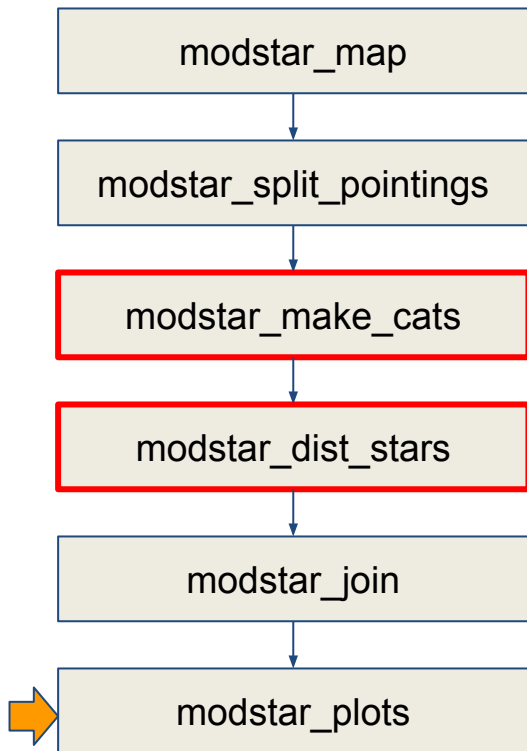 modstar_map
modstar_split_pointings
modstar_make_cats
modstar_dist_stars
modstar_join
modstar_plots